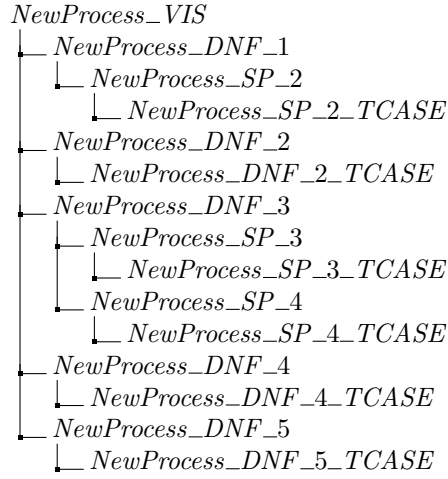 NewProcess_VIS
NewProcess_DNF_1
NewProcess_SP_2
NewProcess_SP_2_TCASE
NewProcess_DNF_2
NewProcess_DNF_2_TCASE
NewProcess_DNF_3
NewProcess_SP_3
NewProcess_SP_3_TCASE
NewProcess_SP_4
NewProcess_SP_4_TCASE
NewProcess_DNF_4
NewProcess_DNF_4_TCASE
NewProcess_DNF_5
NewProcess_DNF_5_TCASE